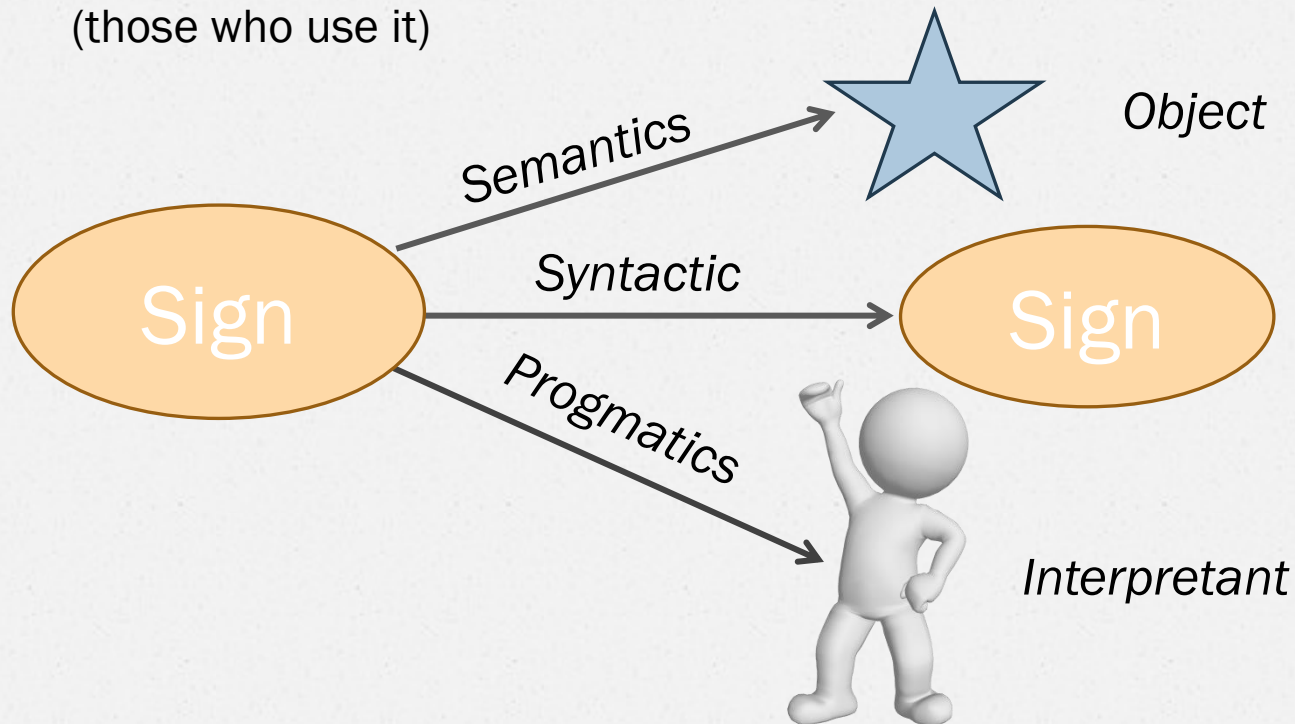 (those who use it)
Object
Semantics
Syntactic
Sign
Sign
Progmatics
Interpretant